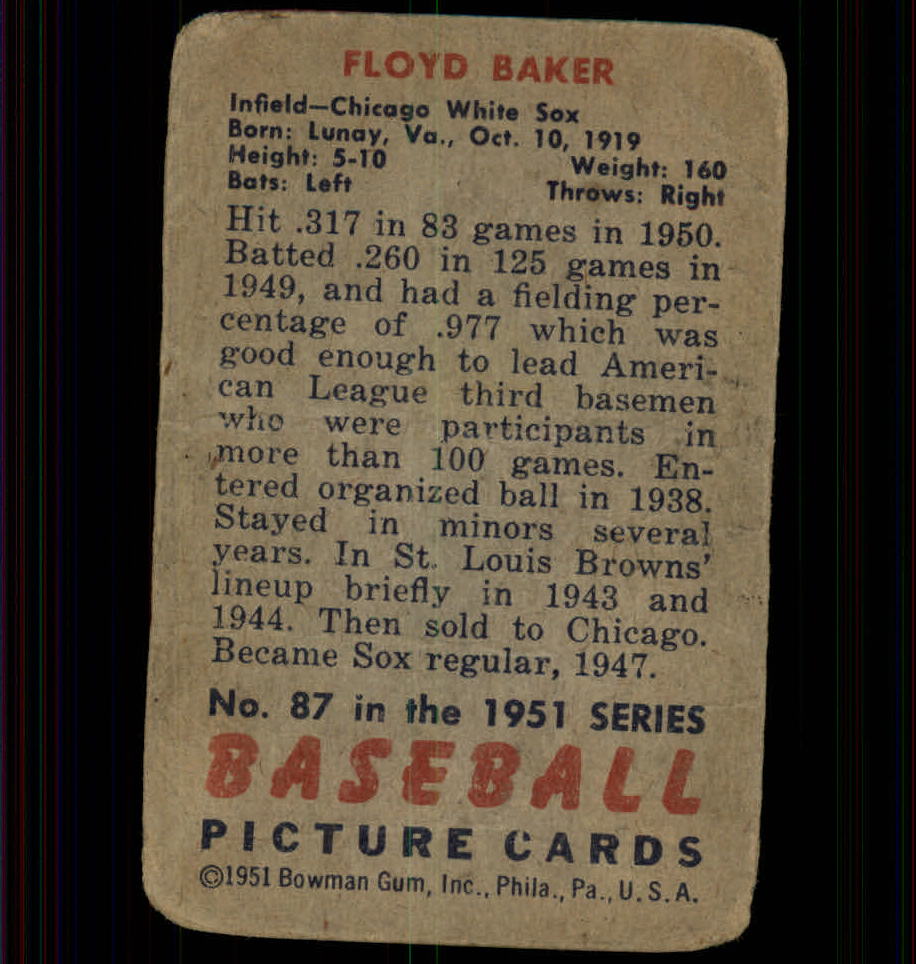 FLOYD BAKER
Infield—Chicago White Sox
Born: Lunay, Va., Oct. 10, 1919
Height: 5-10 Weight: 160
Bats: Left Throws: Right
Hit .317 in 83 games in 1950.
Batted .260 in 125 games in
1949, and had a fielding per-
centage of .977 which was
good enough to lead Ameri-
can League third basemen
who were participants in
more than 100 games. En-
tered organized ball in 1938.
Stayed in minors several
years. In St. Louis Browns'
lineup briefly in 1943 and
1944. Then sold to Chicago.
Became Sox regular, 1947.
No. 87 in the 1951 SERIES
BASEBALL
PICTURE CARDS
©1951 Bowman Gum, Inc., Phila., Pa., U. S. A.